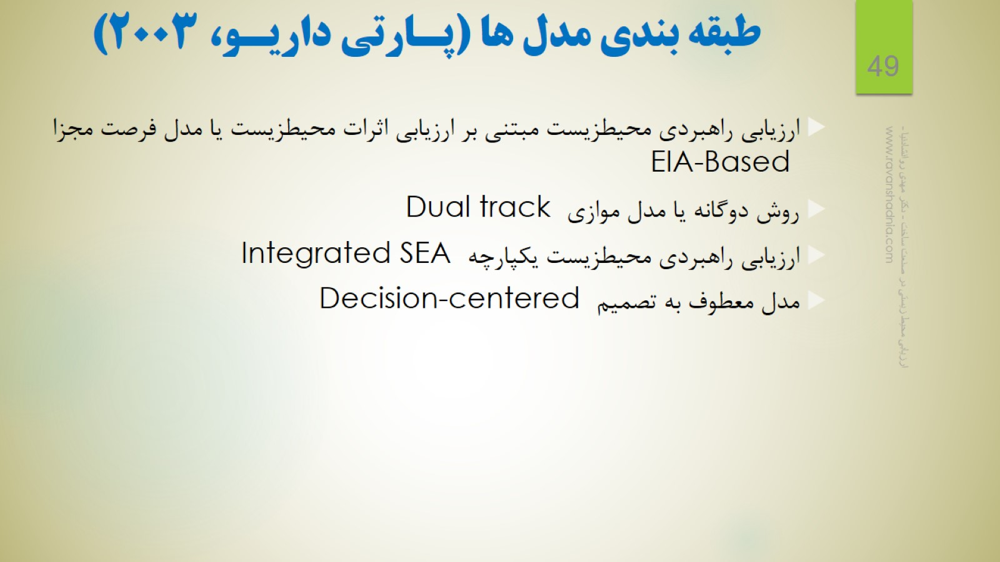 طبقه بندی مدل ها (پـــارتی داریـــو، ۲۰۰۳)
49
ارزیابی راهبردی محیطزیست مبتنی بر ارزیابی اثرات محیطزیست یا مدل فرصت مجزا
EIA-Based
روش دوگانه یا مدل موازی Dual track
ارزیابی راهبردی محیطزیست یکپارچه Integrated SEA
مدل معطوف به تصمیم Decision-centered
ارزیابی محیط زیستی در صنعت ساخت - دکتر مهدی روانشادنیا -
www.ravanshadnia.com